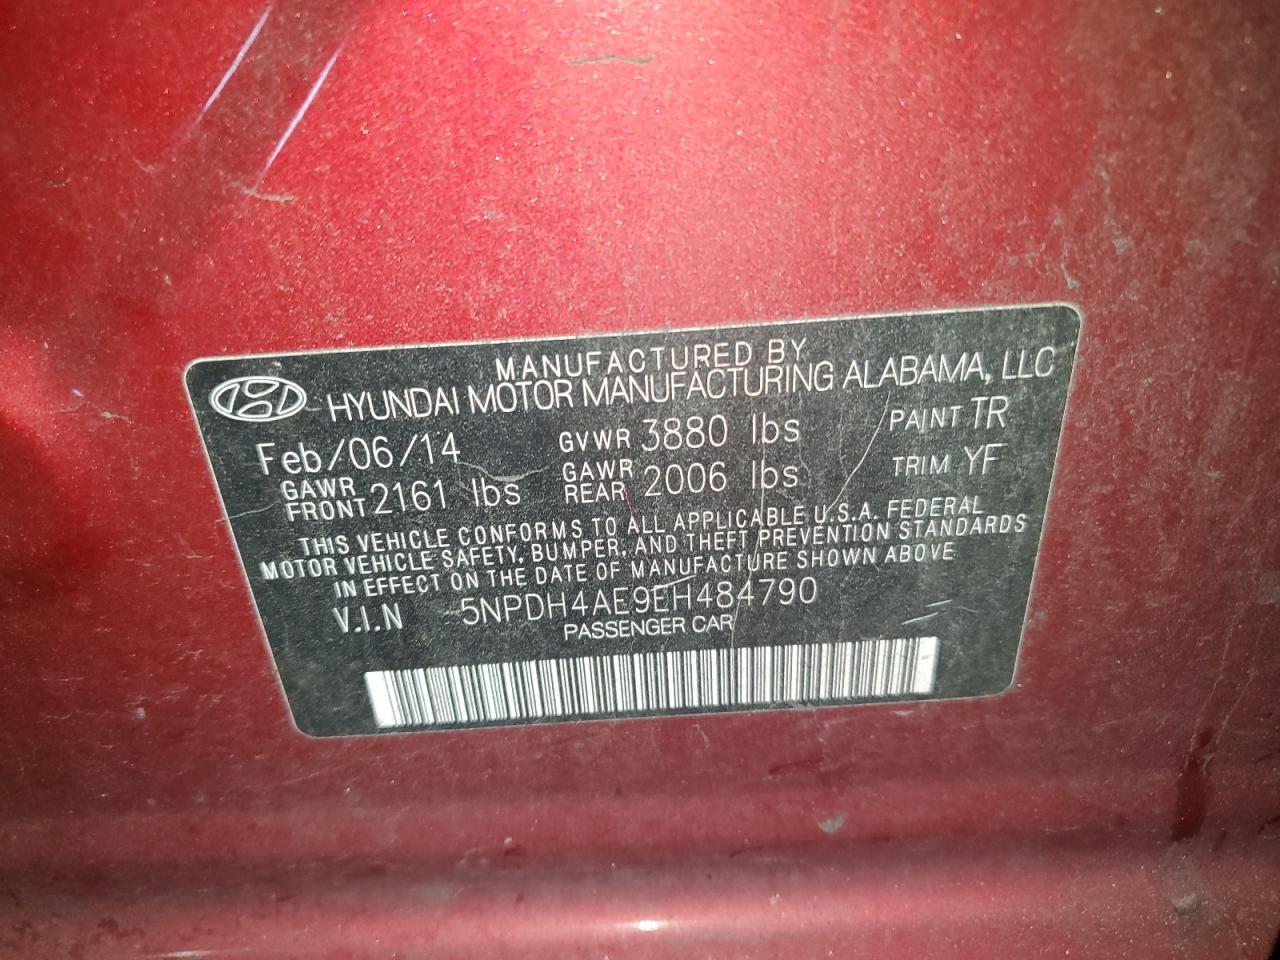 MANUFACTURED BY
HYUNDAI MOTOR MANUFACTURING ALABAMA, LLC
Feb/06/14 GVWR 3880 lbs PAINT TR
GAWR FRONT 2161 lbs GAWR REAR 2006 lbs TRIM YF
THIS VEHICLE CONFORMS TO ALL APPLICABLE U.S.A. FEDERAL
MOTOR VEHICLE SAFETY, BUMPER, AND THEFT PREVENTION STANDARDS
IN EFFECT ON THE DATE OF MANUFACTURE SHOWN ABOVE
V.I.N 5NPDH4AE9EH484790
PASSENGER CAR